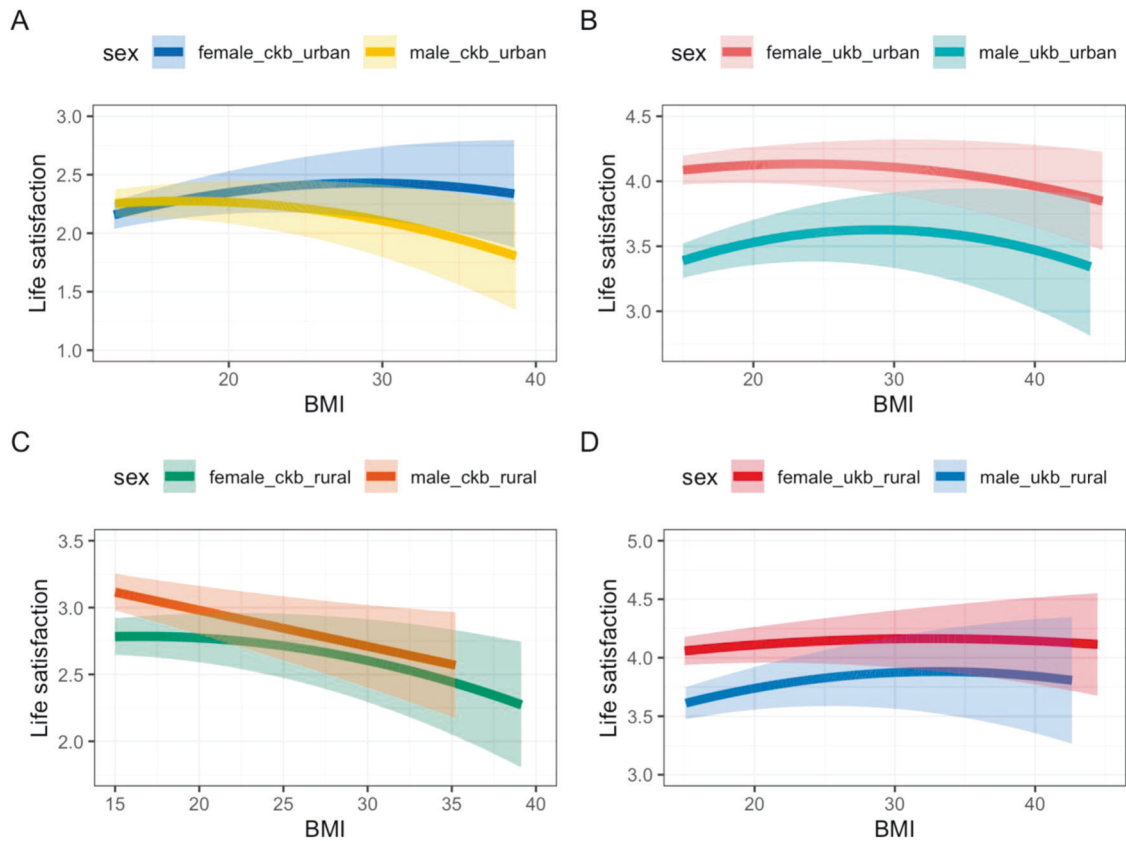 A
sex female_ckb_urban male_ckb_urban
3.0
2.5
2.0
1.5
1.0
Life satisfaction
20 30 40
BMI
B
sex female_ukb_urban male_ukb_urban
4.5
4.0
3.5
3.0
Life satisfaction
20 30 40
BMI
C
sex female_ckb_rural male_ckb_rural
3.5
3.0
2.5
2.0
Life satisfaction
15 20 25 30 35 40
BMI
D
sex female_ukb_rural male_ukb_rural
5.0
4.5
4.0
3.5
3.0
Life satisfaction
20 30 40
BMI